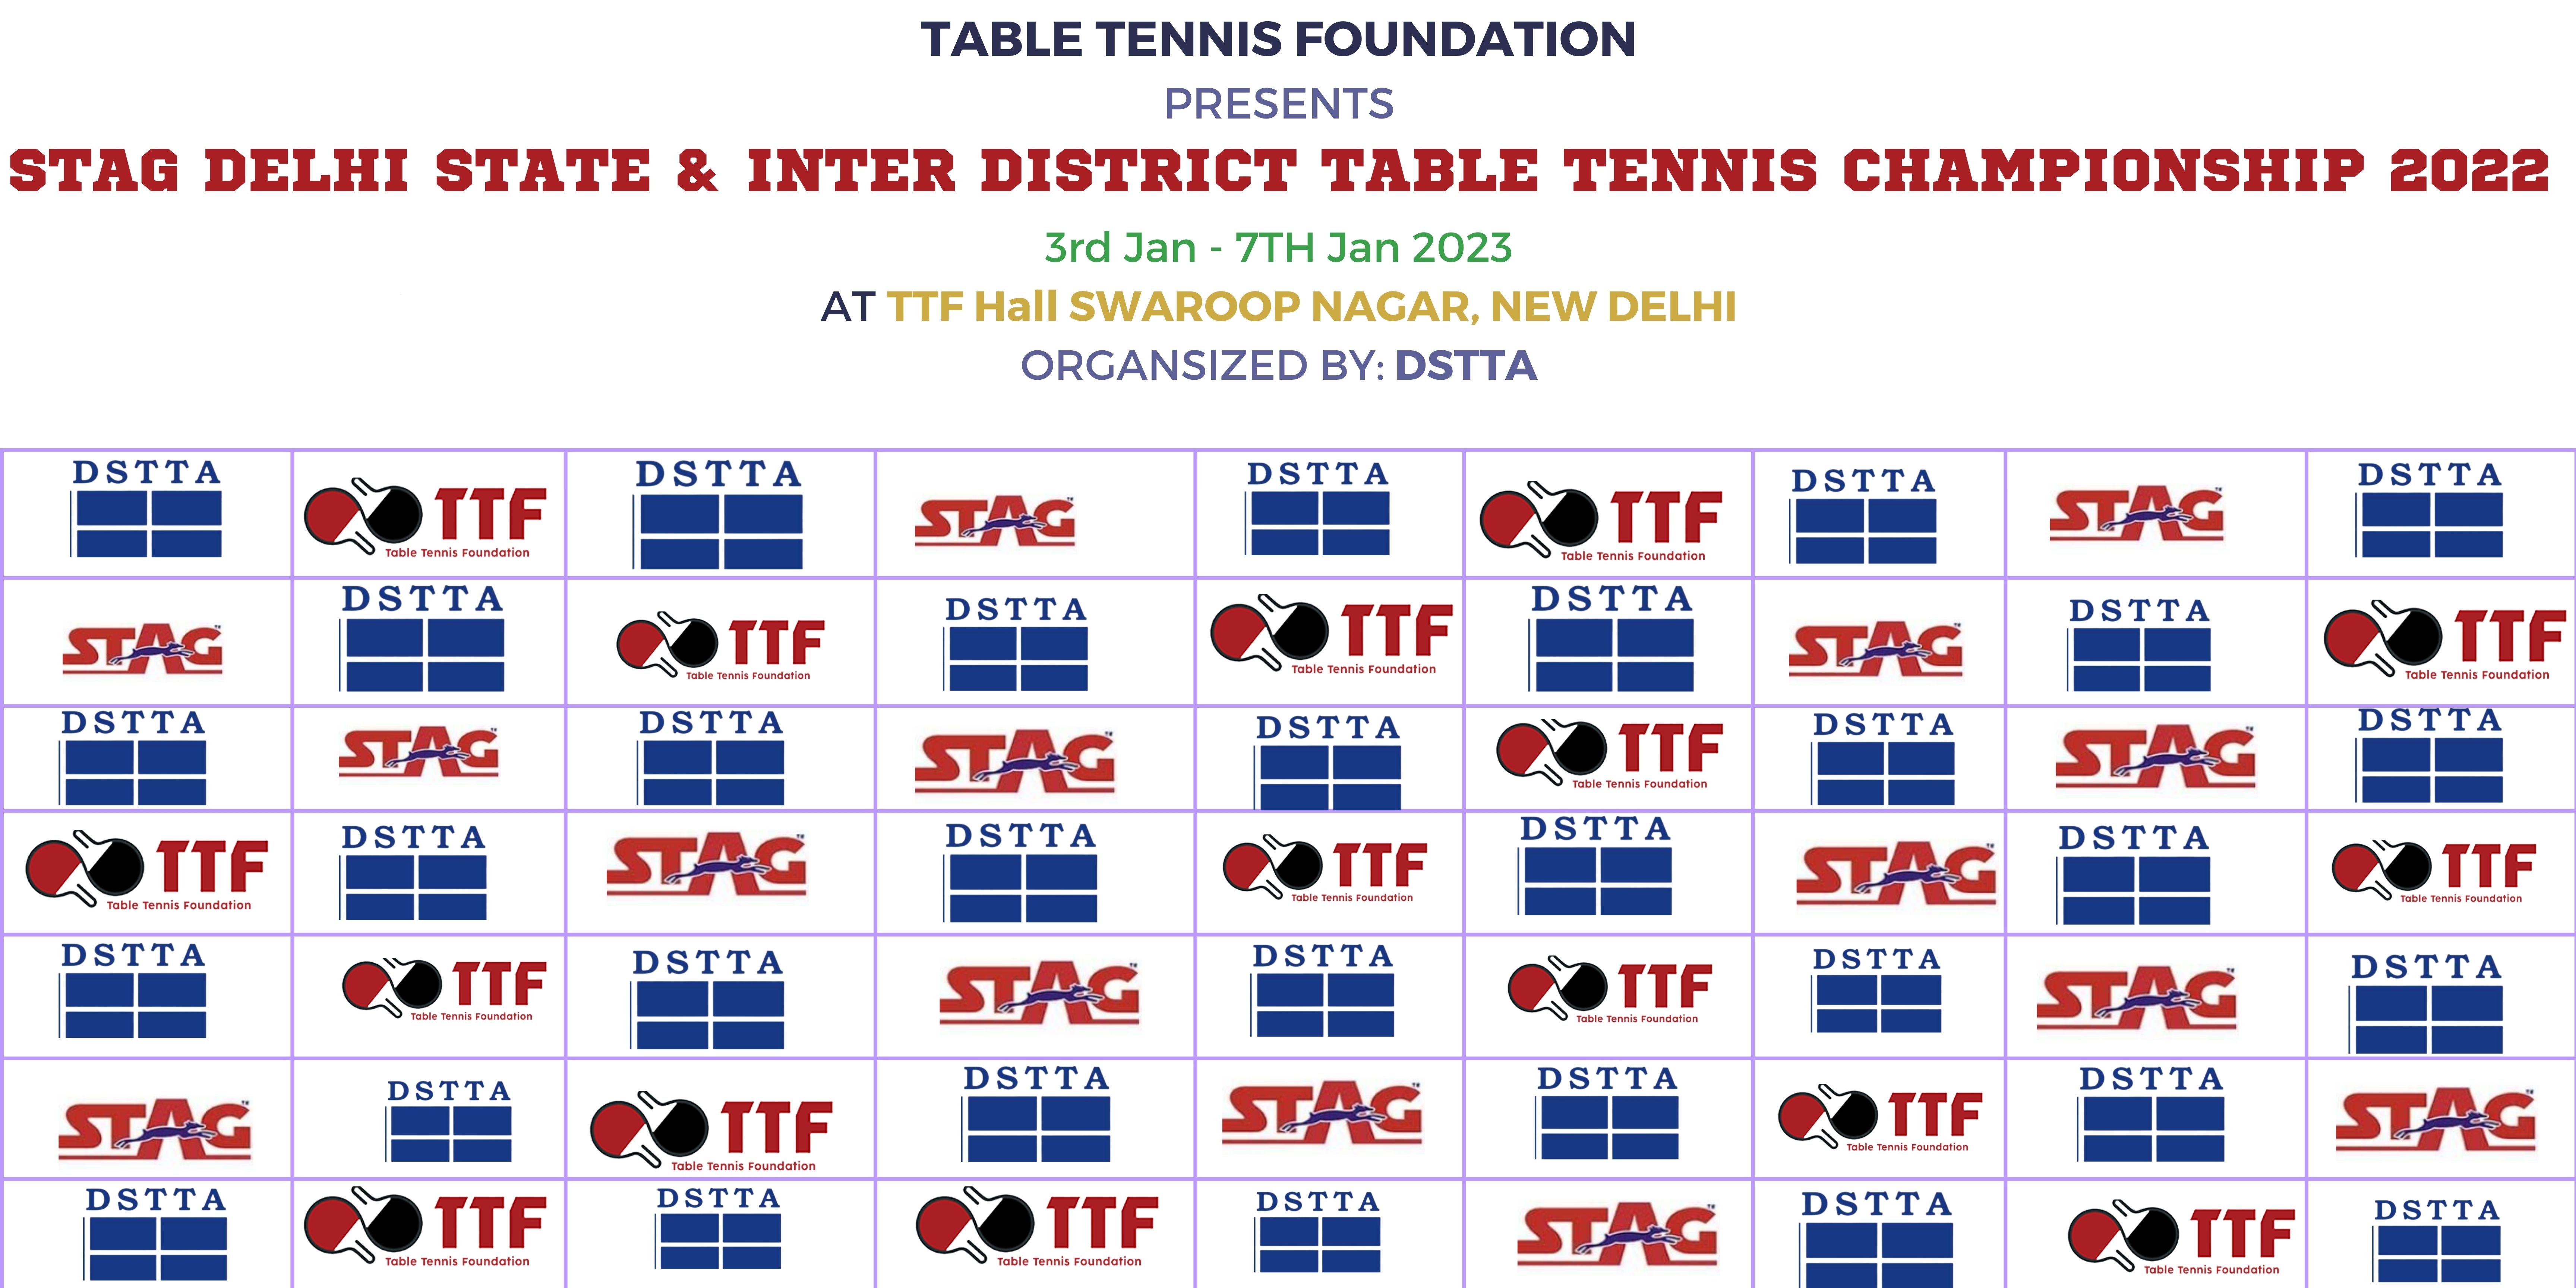 TABLE TENNIS FOUNDATION
PRESENTS
STAG DELHI STATE & INTER DISTRICT TABLE TENNIS CHAMPIONSHIP 2022
3rd Jan - 7TH Jan 2023
AT TTF Hall SWAROOP NAGAR, NEW DELHI
ORGANSIZED BY: DSTTA
DSTTA
TTF
Table Tennis Foundation
DSTTA
STAG
DSTTA
TTF
Table Tennis Foundation
DSTTA
STAG
DSTTA
STAG
DSTTA
TTF
Table Tennis Foundation
DSTTA
TTF
Table Tennis Foundation
DSTTA
STAG
DSTTA
TTF
Table Tennis Foundation
DSTTA
STAG
DSTTA
STAG
DSTTA
TTF
Table Tennis Foundation
DSTTA
STAG
DSTTA
TTF
Table Tennis Foundation
DSTTA
STAG
DSTTA
TTF
Table Tennis Foundation
DSTTA
STAG
DSTTA
TTF
Table Tennis Foundation
DSTTA
TTF
Table Tennis Foundation
DSTTA
STAG
DSTTA
TTF
Table Tennis Foundation
DSTTA
STAG
DSTTA
STAG
DSTTA
TTF
Table Tennis Foundation
DSTTA
STAG
DSTTA
TTF
Table Tennis Foundation
DSTTA
STAG
DSTTA
TTF
Table Tennis Foundation
DSTTA
TTF
Table Tennis Foundation
DSTTA
STAG
DSTTA
TTF
Table Tennis Foundation
DSTTA